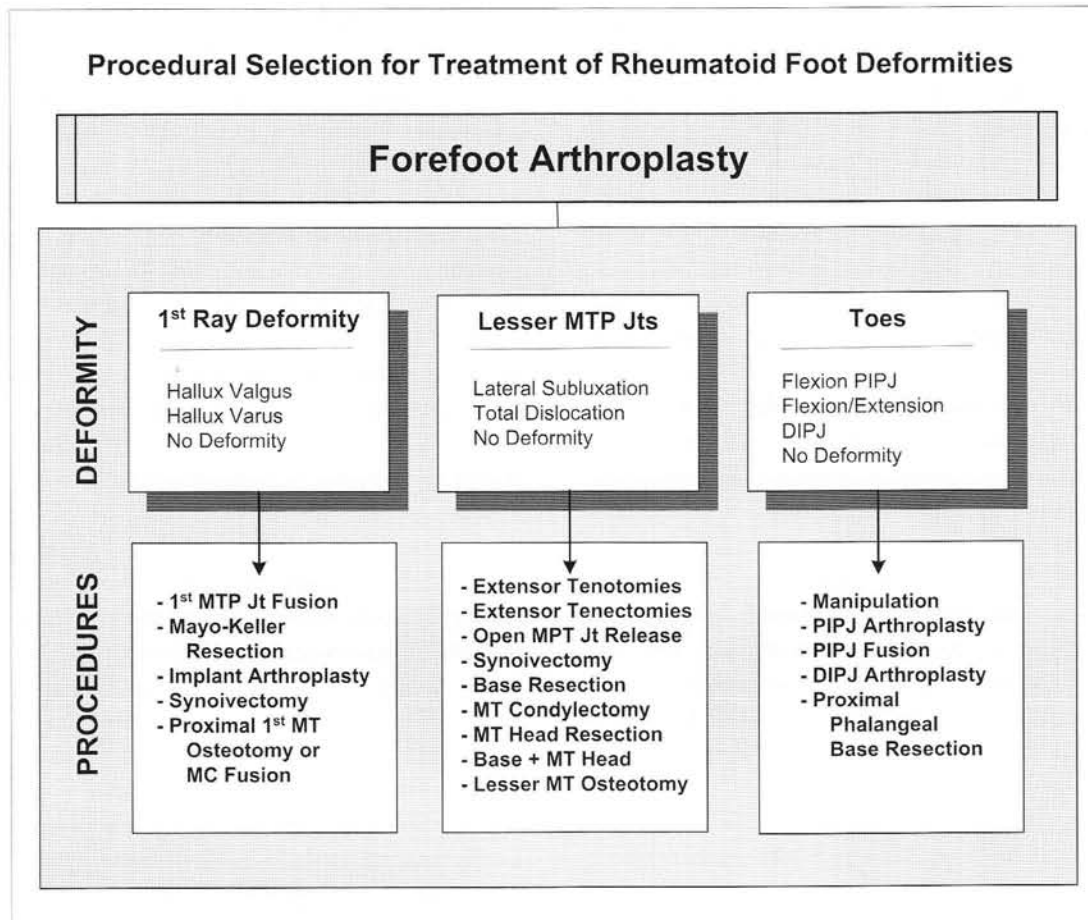 Procedural Selection for Treatment of Rheumatoid Foot Deformities
Forefoot Arthroplasty
DEFORMITY
1st Ray Deformity
Hallux Valgus
Hallux Varus
No Deformity
Lesser MTP Jts
Lateral Subluxation
Total Dislocation
No Deformity
Toes
Flexion PIPJ
Flexion/Extension
DIPJ
No Deformity
PROCEDURES
- 1st MTP Jt Fusion
- Mayo-Keller
Resection
- Implant Arthroplasty
- Synoivectomy
- Proximal 1st MT
Osteotomy or
MC Fusion
- Extensor Tenotomies
- Extensor Tenectomies
- Open MPT Jt Release
- Synoivectomy
- Base Resection
- MT Condylectomy
- MT Head Resection
- Base + MT Head
- Lesser MT Osteotomy
- Manipulation
- PIPJ Arthroplasty
- PIPJ Fusion
- DIPJ Arthroplasty
- Proximal
Phalangeal
Base Resection